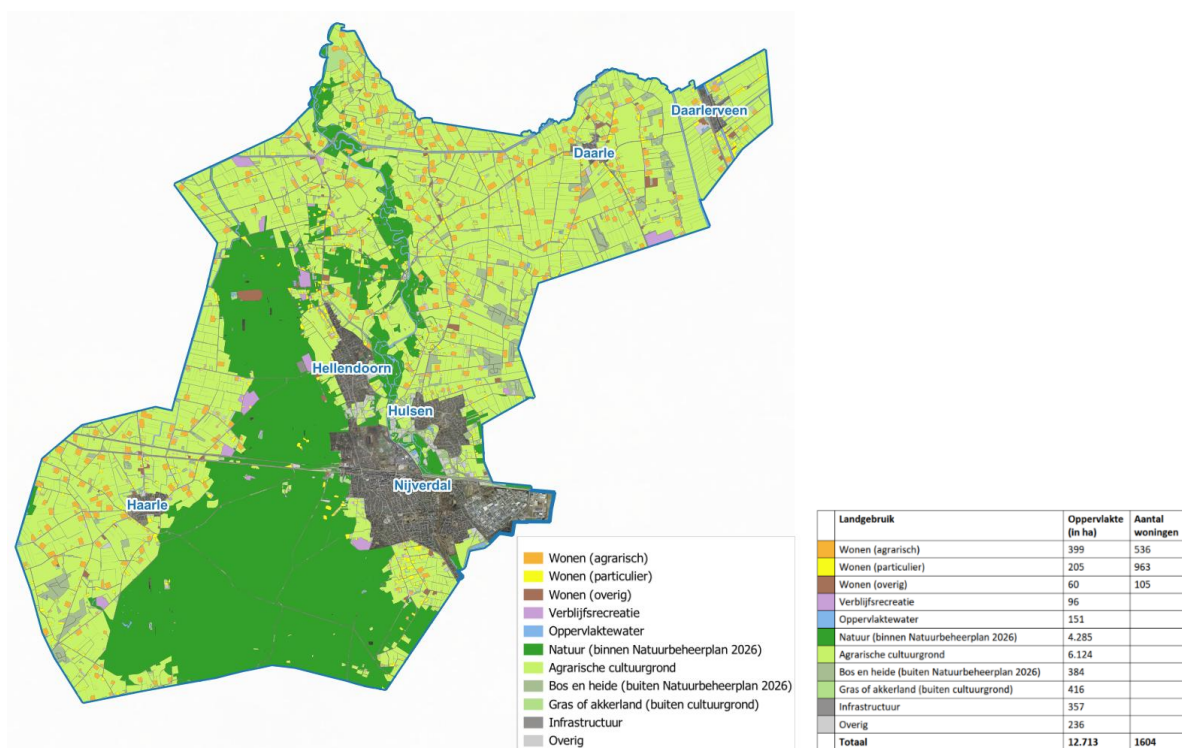 Daarlerveen
Daarle
Hellendoorn
Hulsen
Nijverdal
Haarle
Wonen (agrarisch)
Wonen (particulier)
Wonen (overig)
Verblijfsrecreatie
Oppervlaktewater
Natuur (binnen Natuurbeheerplan 2026)
Agrarische cultuurgrond
Bos en heide (buiten Natuurbeheerplan 2026)
Gras of akkerland (buiten cultuurgrond)
Infrastructuur
Overig
Landgebruik Oppervlakte (in ha) Aantal woningen
Wonen (agrarisch) 399 536
Wonen (particulier) 205 963
Wonen (overig) 60 105
Verblijfsrecreatie 96
Oppervlaktewater 151
Natuur (binnen Natuurbeheerplan 2026) 4.285
Agrarische cultuurgrond 6.124
Bos en heide (buiten Natuurbeheerplan 2026) 384
Gras of akkerland (buiten cultuurgrond) 416
Infrastructuur 357
Overig 236
Totaal 12.713 1604